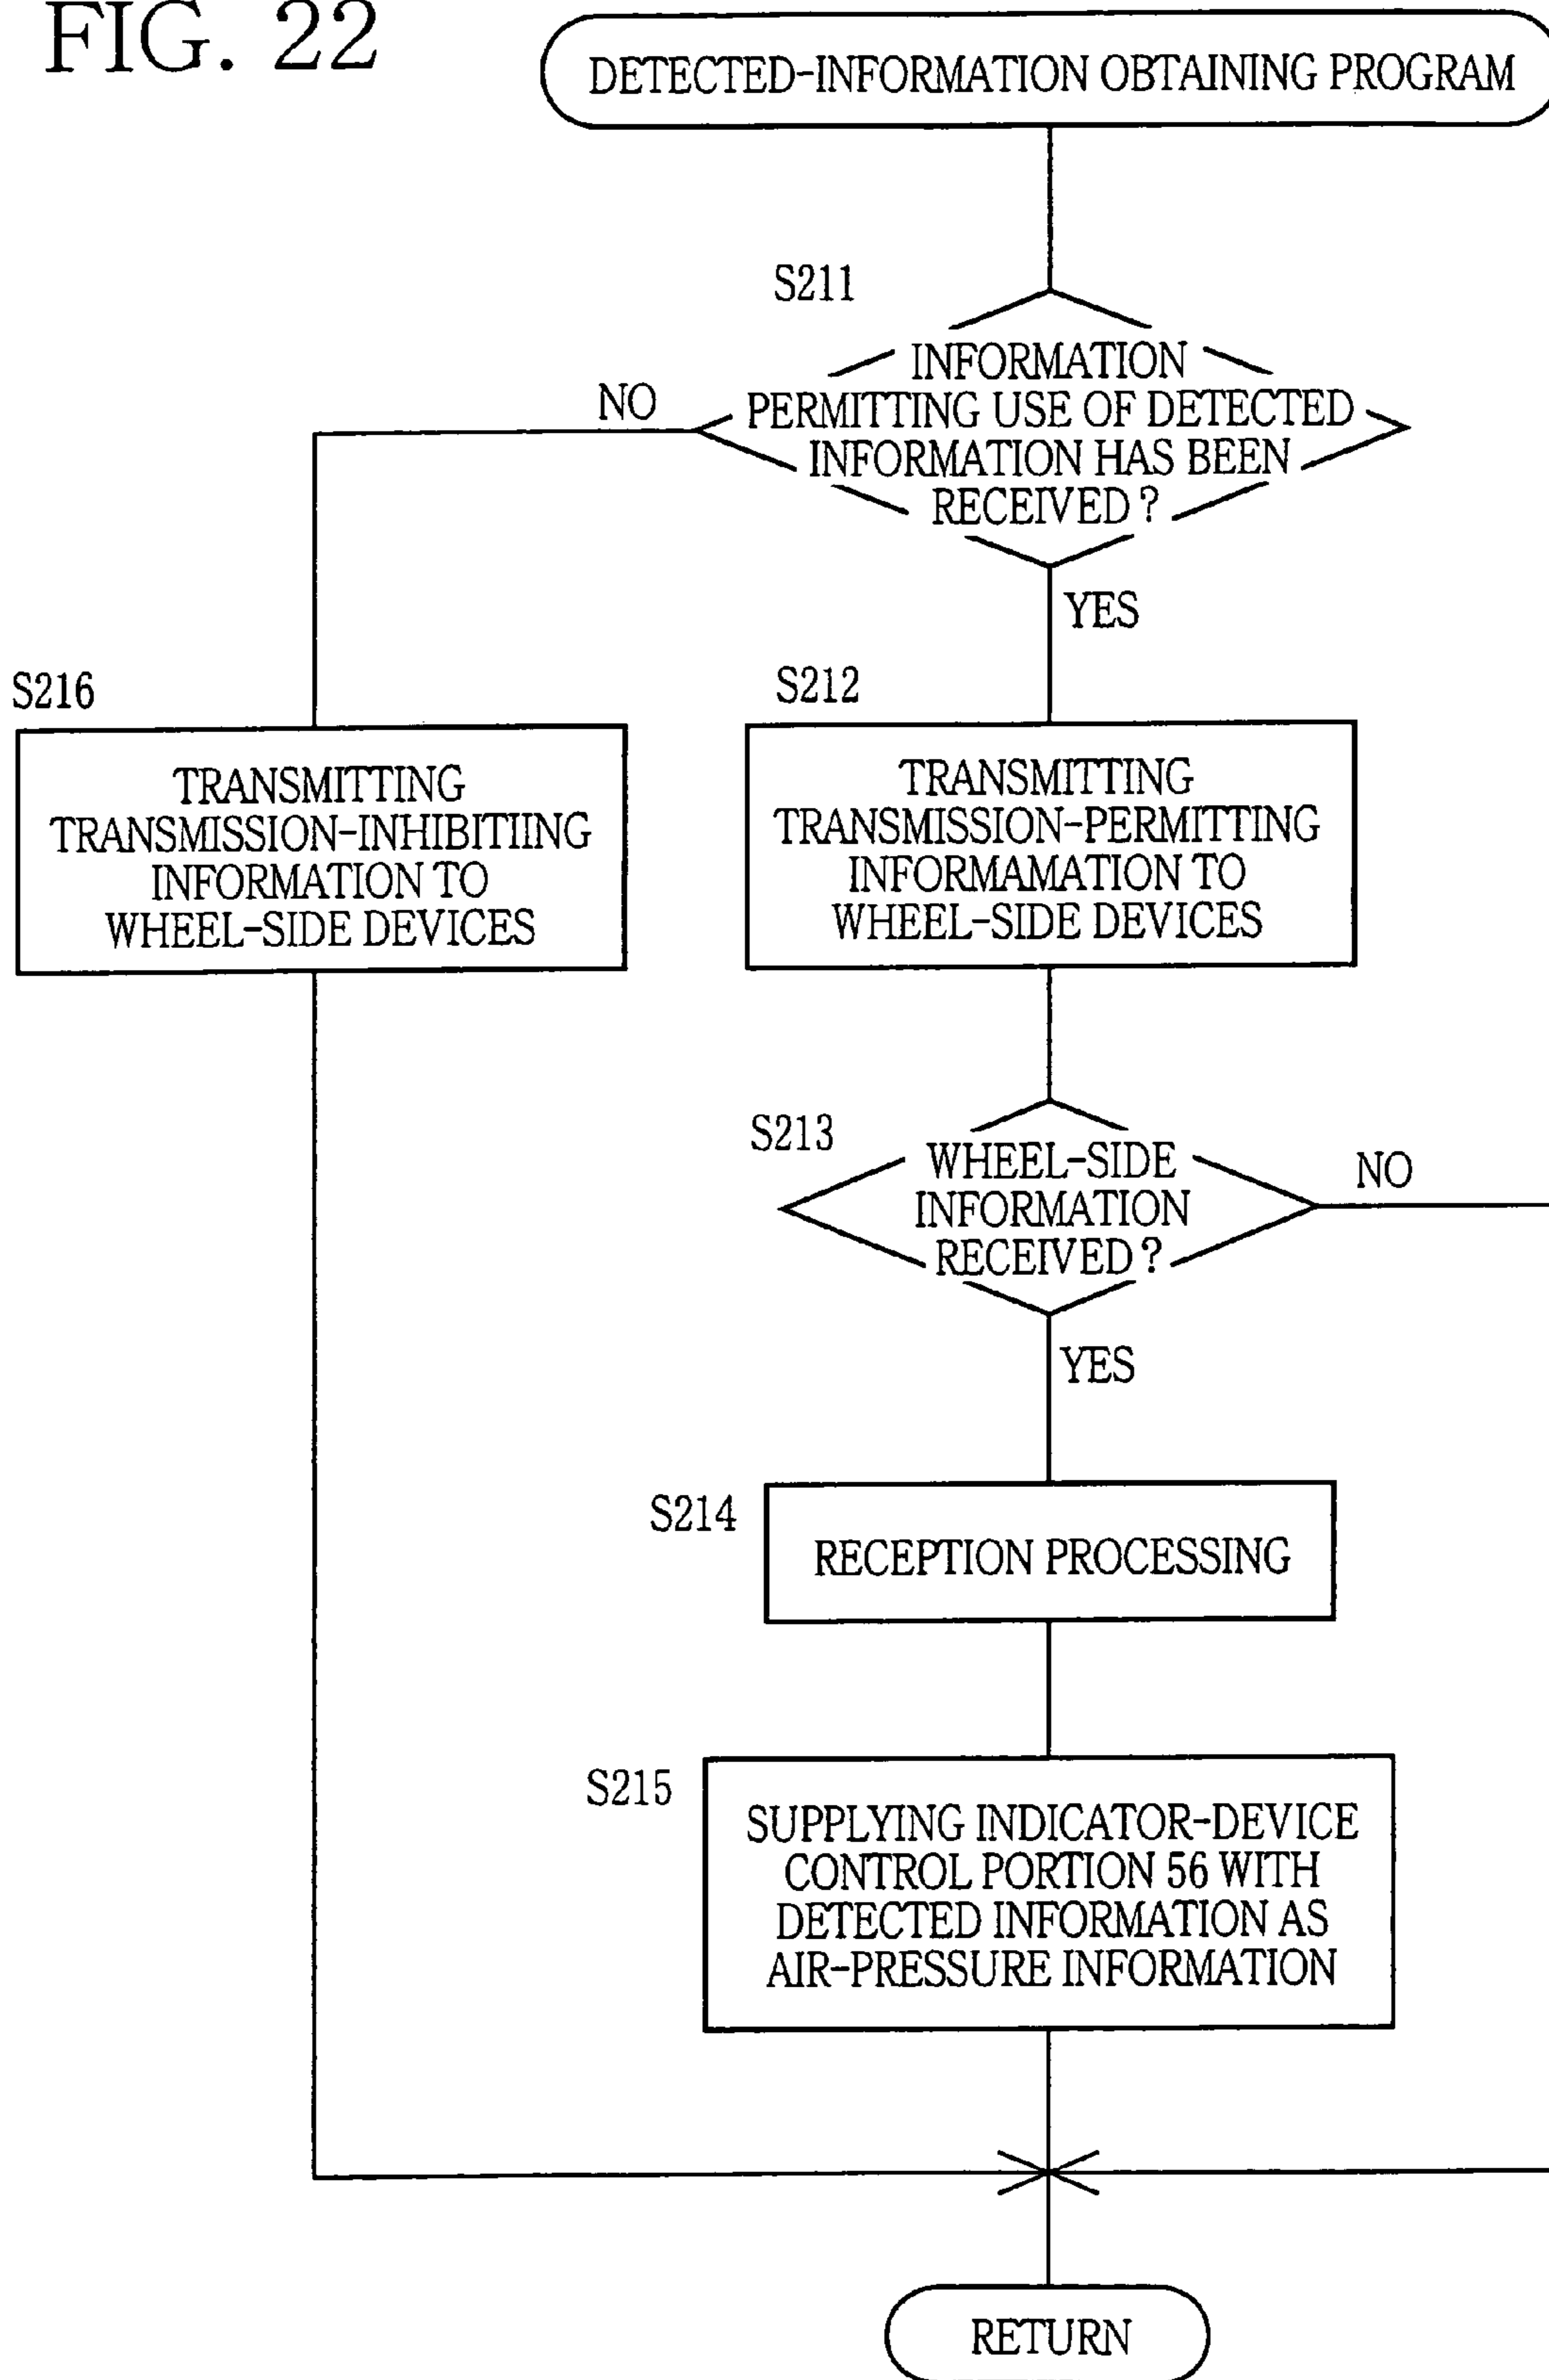 FIG. 22
DETECTED-INFORMATION OBTAINING PROGRAM
S211
INFORMATION
PERMITTING USE OF DETECTED
INFORMATION HAS BEEN
RECEIVED ?
NO
YES
S216
TRANSMITTING
TRANSMISSION-INHIBITIING
INFORMATION TO
WHEEL-SIDE DEVICES
S212
TRANSMITTING
TRANSMISSION-PERMITTING
INFORMAMATION TO
WHEEL-SIDE DEVICES
S213
WHEEL-SIDE
INFORMATION
RECEIVED ?
NO
YES
S214
RECEPTION PROCESSING
S215
SUPPLYING INDICATOR-DEVICE
CONTROL PORTION 56 WITH
DETECTED INFORMATION AS
AIR-PRESSURE INFORMATION
RETURN